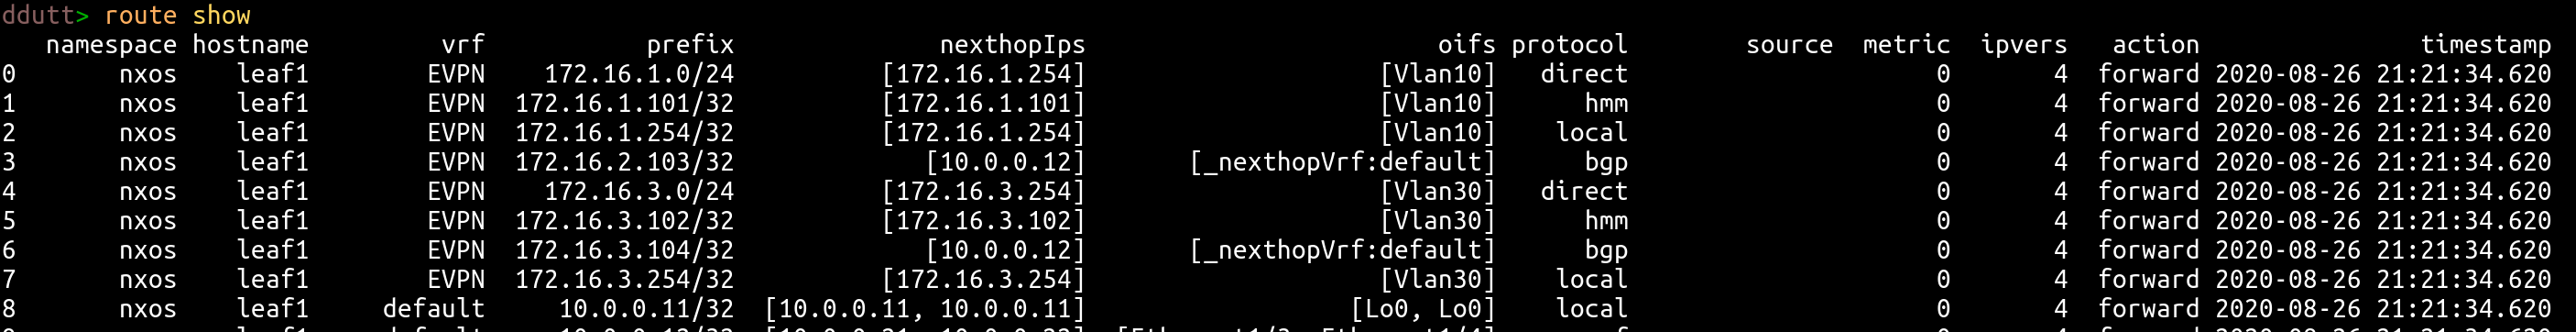 ddutt> route show
namespace hostname vrf prefix nexthopIps oifs protocol source metric ipvers action timestamp
0 nxos leaf1 EVPN 172.16.1.0/24 [172.16.1.254] [Vlan10] direct 0 4 forward 2020-08-26 21:21:34.620
1 nxos leaf1 EVPN 172.16.1.101/32 [172.16.1.101] [Vlan10] hmm 0 4 forward 2020-08-26 21:21:34.620
2 nxos leaf1 EVPN 172.16.1.254/32 [172.16.1.254] [Vlan10] local 0 4 forward 2020-08-26 21:21:34.620
3 nxos leaf1 EVPN 172.16.2.103/32 [10.0.0.12] [_nexthopVrf:default] bgp 0 4 forward 2020-08-26 21:21:34.620
4 nxos leaf1 EVPN 172.16.3.0/24 [172.16.3.254] [Vlan30] direct 0 4 forward 2020-08-26 21:21:34.620
5 nxos leaf1 EVPN 172.16.3.102/32 [172.16.3.102] [Vlan30] hmm 0 4 forward 2020-08-26 21:21:34.620
6 nxos leaf1 EVPN 172.16.3.104/32 [10.0.0.12] [_nexthopVrf:default] bgp 0 4 forward 2020-08-26 21:21:34.620
7 nxos leaf1 EVPN 172.16.3.254/32 [172.16.3.254] [Vlan30] local 0 4 forward 2020-08-26 21:21:34.620
8 nxos leaf1 default 10.0.0.11/32 [10.0.0.11, 10.0.0.11] [Lo0, Lo0] local 0 4 forward 2020-08-26 21:21:34.620